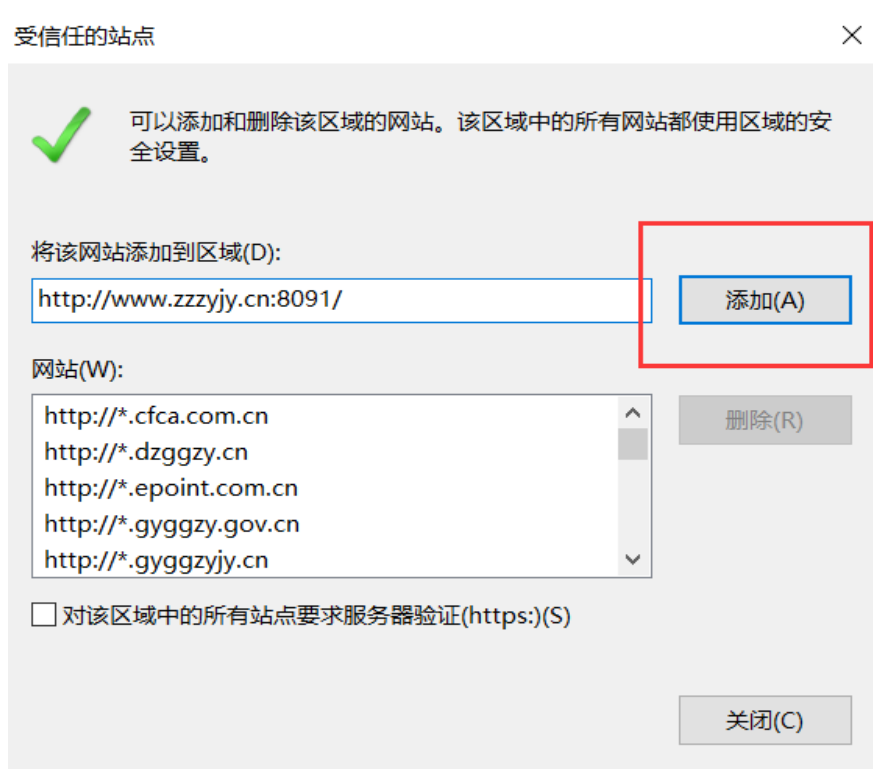 受信任的站点
可以添加和删除该区域的网站。该区域中的所有网站都使用区域的安
全设置。
将该网站添加到区域(D):
http://www.zzzyjy.cn:8091/
添加(A)
网站(W):
http://*.cfca.com.cn
http://*.dzggzy.cn
http://*.epoint.com.cn
http://*.gyggzy.gov.cn
http://*.gyggzyjy.cn
删除(R)
对该区域中的所有站点要求服务器验证(https:)(S)
关闭(C)